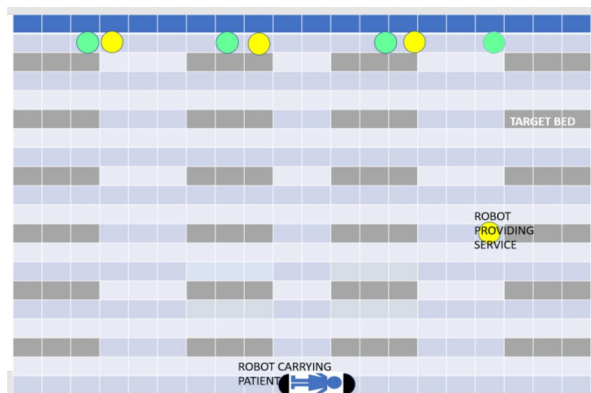 TARGET BED
ROBOT
PROVIDING
SERVICE
ROBOT CARRYING
PATIENT